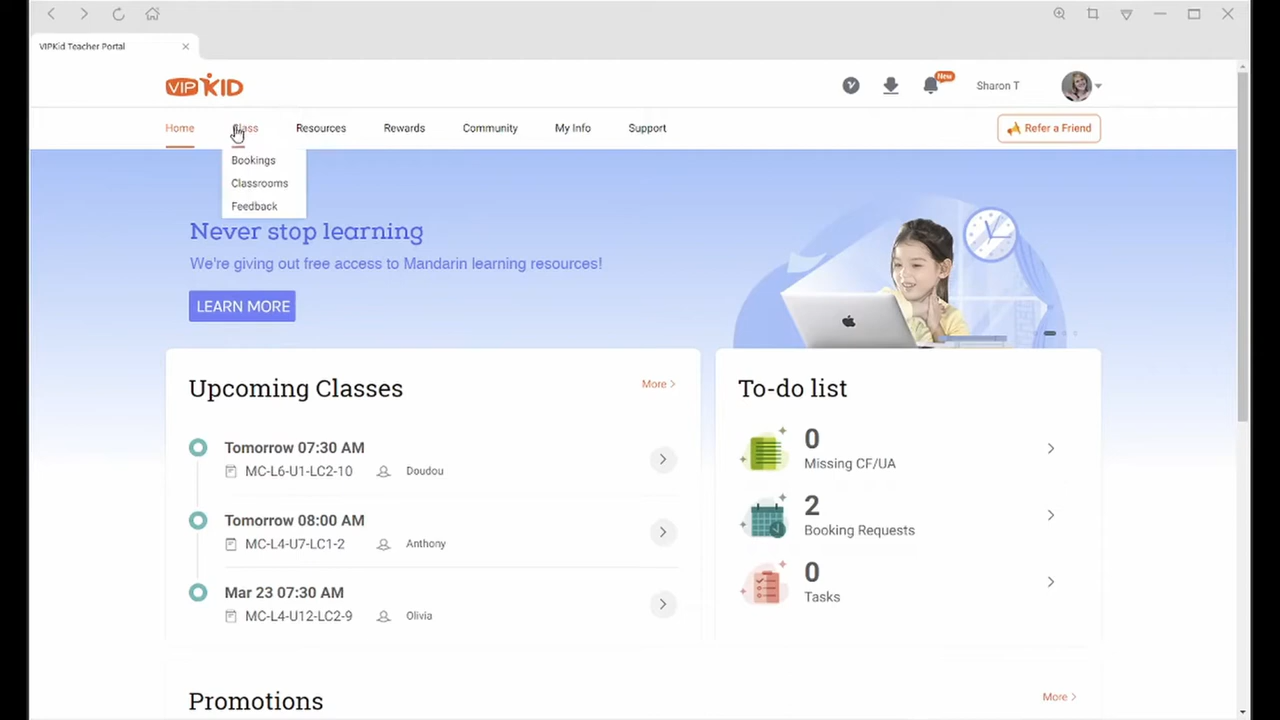 VIPKid Teacher Portal
VIPKID
New
Sharon T
Home Class Resources Rewards Community My Info Support Refer a Friend
Bookings
Classrooms
Feedback
Never stop learning
We're giving out free access to Mandarin learning resources!
LEARN MORE
Upcoming Classes More >
Tomorrow 07:30 AM
MC-L6-U1-LC2-10 Doudou
Tomorrow 08:00 AM
MC-L4-U7-LC1-2 Anthony
Mar 23 07:30 AM
MC-L4-U12-LC2-9 Olivia
To-do list
0
Missing CF/UA
2
Booking Requests
0
Tasks
Promotions More >